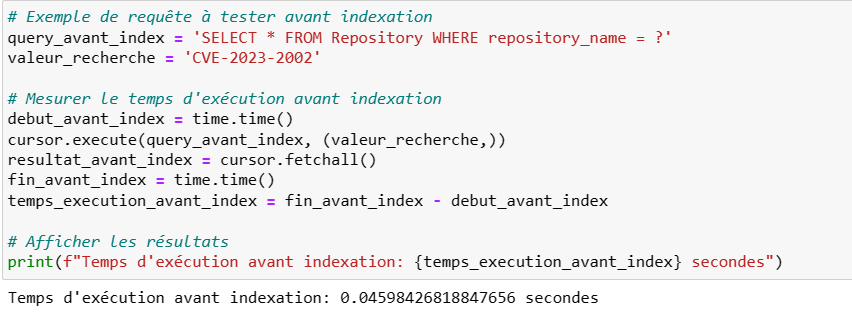 # Exemple de requête à tester avant indexation
query_avant_index = 'SELECT * FROM Repository WHERE repository_name = ?'
valeur_recherche = 'CVE-2023-2002'
# Mesurer le temps d'exécution avant indexation
debut_avant_index = time.time()
cursor.execute(query_avant_index, (valeur_recherche,))
resultat_avant_index = cursor.fetchall()
fin_avant_index = time.time()
temps_execution_avant_index = fin_avant_index - debut_avant_index
# Afficher les résultats
print(f"Temps d'exécution avant indexation: {temps_execution_avant_index} secondes")
Temps d'exécution avant indexation: 0.04598426818847656 secondes